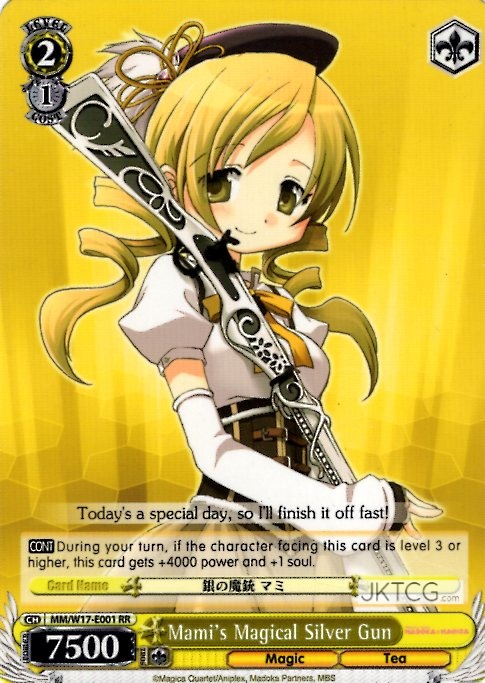 LEVEL
2
1
COST
Today's a special day, so I'll finish it off fast!
CONT During your turn, if the character facing this card is level 3 or
higher, this card gets +4000 power and +1 soul.
Card Name 銀の魔銃 マミ
JKTCG.com
CH MM/W17-E001 RR
7500
Mami's Magical Silver Gun
MADOKA★MAGICA
Magic Tea
©Magica Quartet/Aniplex, Madoka Partners, MBS